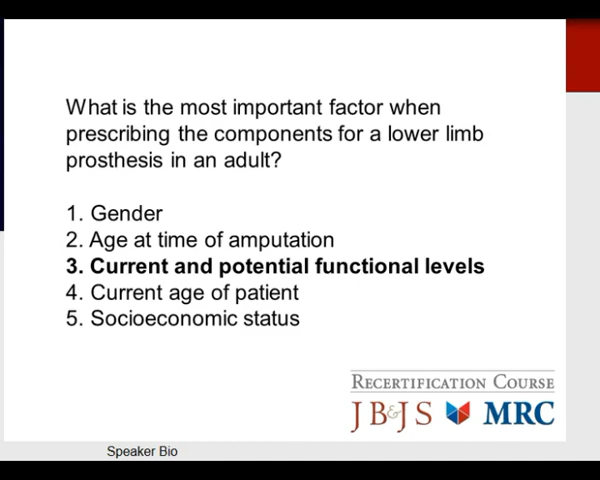 What is the most important factor when
prescribing the components for a lower limb
prosthesis in an adult?
1. Gender
2. Age at time of amputation
3. Current and potential functional levels
4. Current age of patient
5. Socioeconomic status
RECERTIFICATION COURSE
JB&JS MRC
Speaker Bio